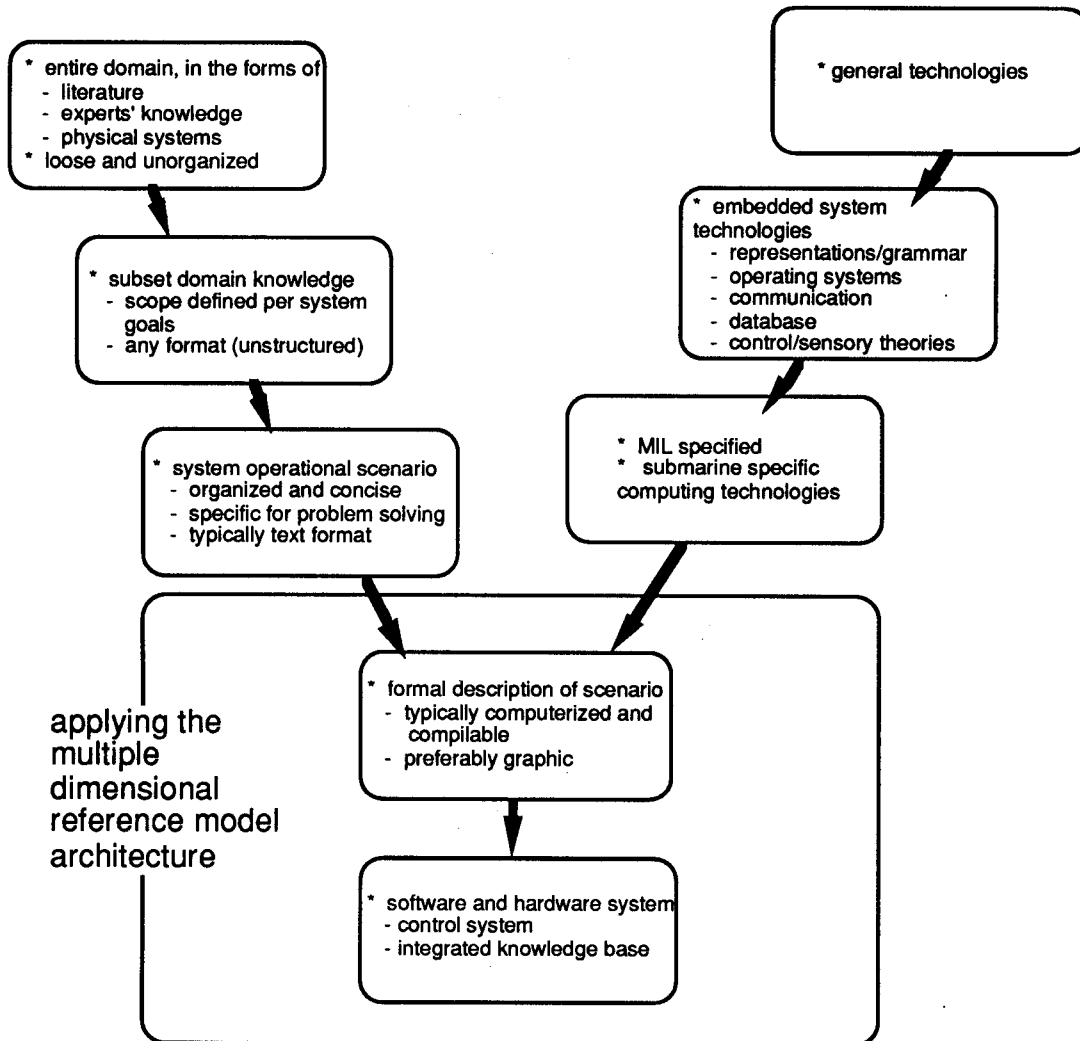 * entire domain, in the forms of
- literature
- experts' knowledge
- physical systems
* loose and unorganized
* general technologies
* subset domain knowledge
- scope defined per system
goals
- any format (unstructured)
* embedded system
technologies
- representations/grammar
- operating systems
- communication
- database
- control/sensory theories
* system operational scenario
- organized and concise
- specific for problem solving
- typically text format
* MIL specified
* submarine specific
computing technologies
applying the
multiple
dimensional
reference model
architecture
* formal description of scenario
- typically computerized and
compilable
- preferably graphic
* software and hardware system
- control system
- integrated knowledge base